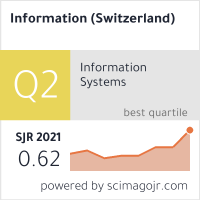 Information (Switzerland)
Q2
Information
Systems
best quartile
SJR 2021
0.62
powered by scimagojr.com